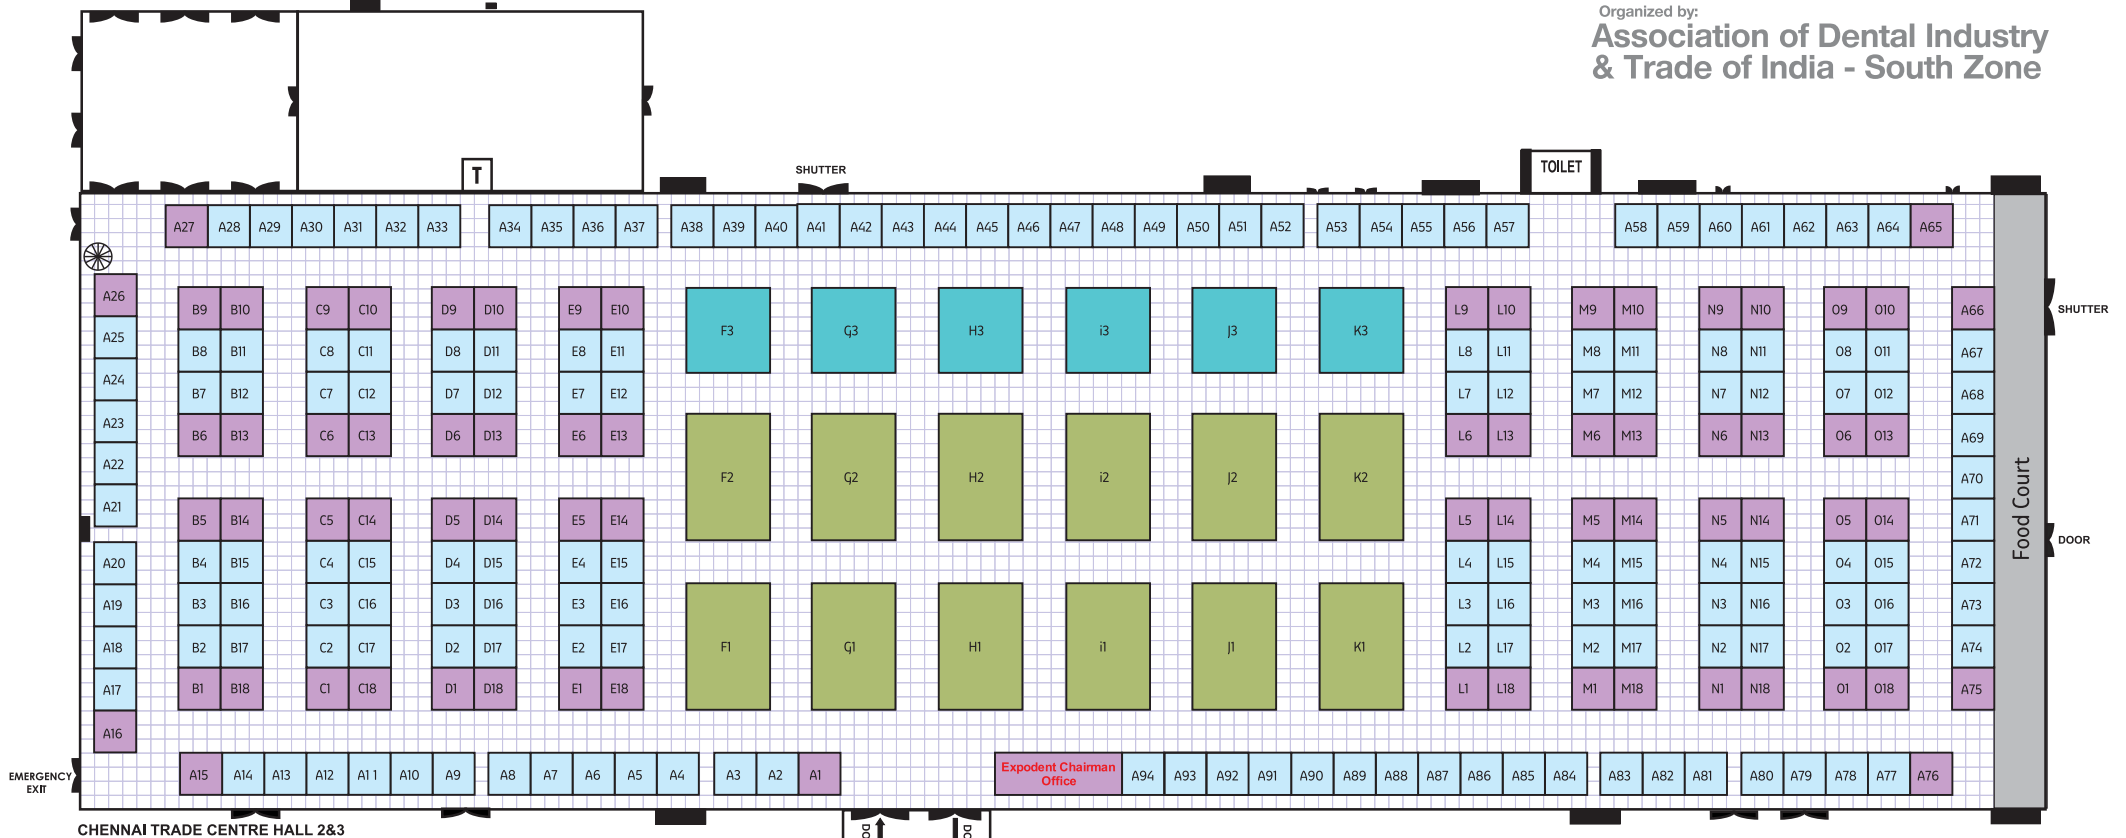 Organized by:
Association of Dental Industry
& Trade of India - South Zone
T
SHUTTER
TOILET
A27 A28 A29 A30 A31 A32 A33 A34 A35 A36 A37 A38 A39 A40 A41 A42 A43 A44 A45 A46 A47 A48 A49 A50 A51 A52 A53 A54 A55 A56 A57 A58 A59 A60 A61 A62 A63 A64 A65
A26 B9 B10 C9 C10 D9 D10 E9 E10 L9 L10 M9 M10 N9 N10 O9 O10 A66 SHUTTER
F3 G3 H3 i3 J3 K3
A25 B8 B11 C8 C11 D8 D11 E8 E11 L8 L11 M8 M11 N8 N11 O8 O11 A67
A24 B7 B12 C7 C12 D7 D12 E7 E12 L7 L12 M7 M12 N7 N12 O7 O12 A68
A23 B6 B13 C6 C13 D6 D13 E6 E13 L6 L13 M6 M13 N6 N13 O6 O13 A69
A22 F2 G2 H2 i2 J2 K2 A70
A21 B5 B14 C5 C14 D5 D14 E5 E14 L5 L14 M5 M14 N5 N14 O5 O14 A71
Food Court
DOOR
A20 B4 B15 C4 C15 D4 D15 E4 E15 L4 L15 M4 M15 N4 N15 O4 O15 A72
A19 B3 B16 C3 C16 D3 D16 E3 E16 L3 L16 M3 M16 N3 N16 O3 O16 A73
A18 B2 B17 C2 C17 D2 D17 E2 E17 F1 G1 H1 i1 J1 K1 L2 L17 M2 M17 N2 N17 O2 O17 A74
A17 B1 B18 C1 C18 D1 D18 E1 E18 L1 L18 M1 M18 N1 N18 O1 O18 A75
A16
EMERGENCY
EXIT
A15 A14 A13 A12 A11 A10 A9 A8 A7 A6 A5 A4 A3 A2 A1
Expodent Chairman
Office
A94 A93 A92 A91 A90 A89 A88 A87 A86 A85 A84 A83 A82 A81 A80 A79 A78 A77 A76
CHENNAI TRADE CENTRE HALL 2&3